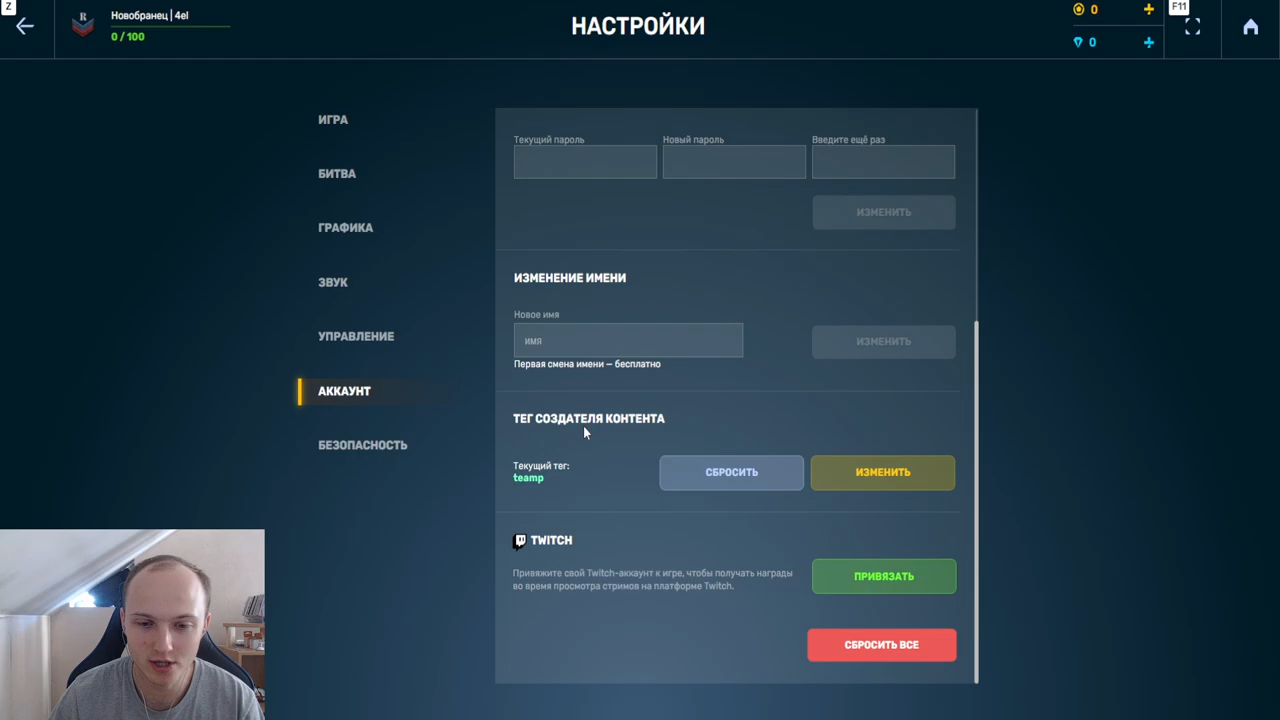 Z
Новобранец | 4el
0 / 100
НАСТРОЙКИ
0
0
F11
ИГРА
БИТВА
ГРАФИКА
ЗВУК
УПРАВЛЕНИЕ
АККАУНТ
БЕЗОПАСНОСТЬ
Текущий пароль
Новый пароль
Введите ещё раз
ИЗМЕНИТЬ
ИЗМЕНЕНИЕ ИМЕНИ
Новое имя
ИМЯ
ИЗМЕНИТЬ
Первая смена имени — бесплатно
ТЕГ СОЗДАТЕЛЯ КОНТЕНТА
Текущий тег:
teamp
СБРОСИТЬ
ИЗМЕНИТЬ
TWITCH
Привяжите свой Twitch-аккаунт к игре, чтобы получать награды
во время просмотра стримов на платформе Twitch.
ПРИВЯЗАТЬ
СБРОСИТЬ ВСЕ